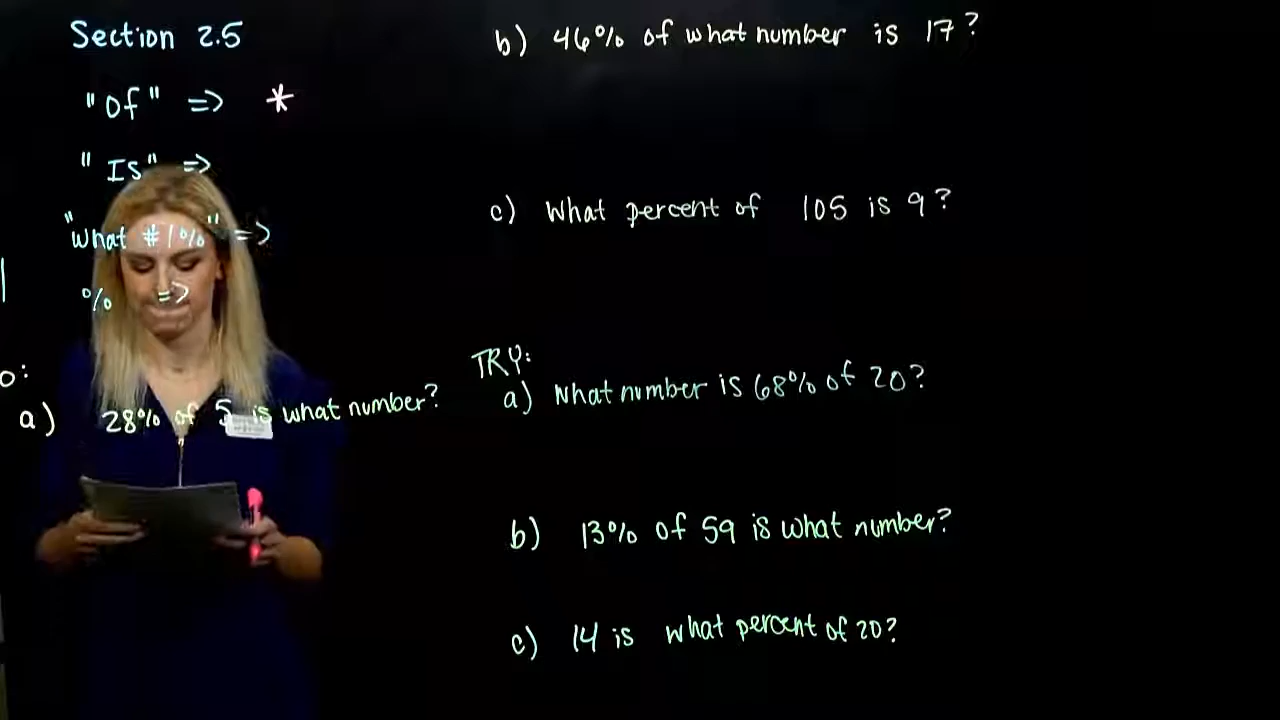 Section 2.5
"Of" => *
"Is" =>
"What #/%" =>
% =>
o:
a) 28% of 5 is what number?
b) 46% of what number is 17?
c) What percent of 105 is 9?
TRY:
a) What number is 68% of 20?
b) 13% of 59 is what number?
c) 14 is what percent of 20?